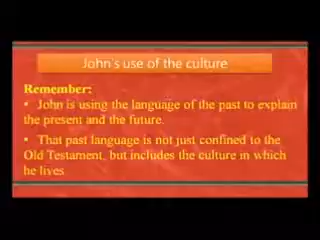 John's use of the culture
Remember:
• John is using the language of the past to explain
the present and the future.
• That past language is not just confined to the
Old Testament, but includes the culture in which
he lives